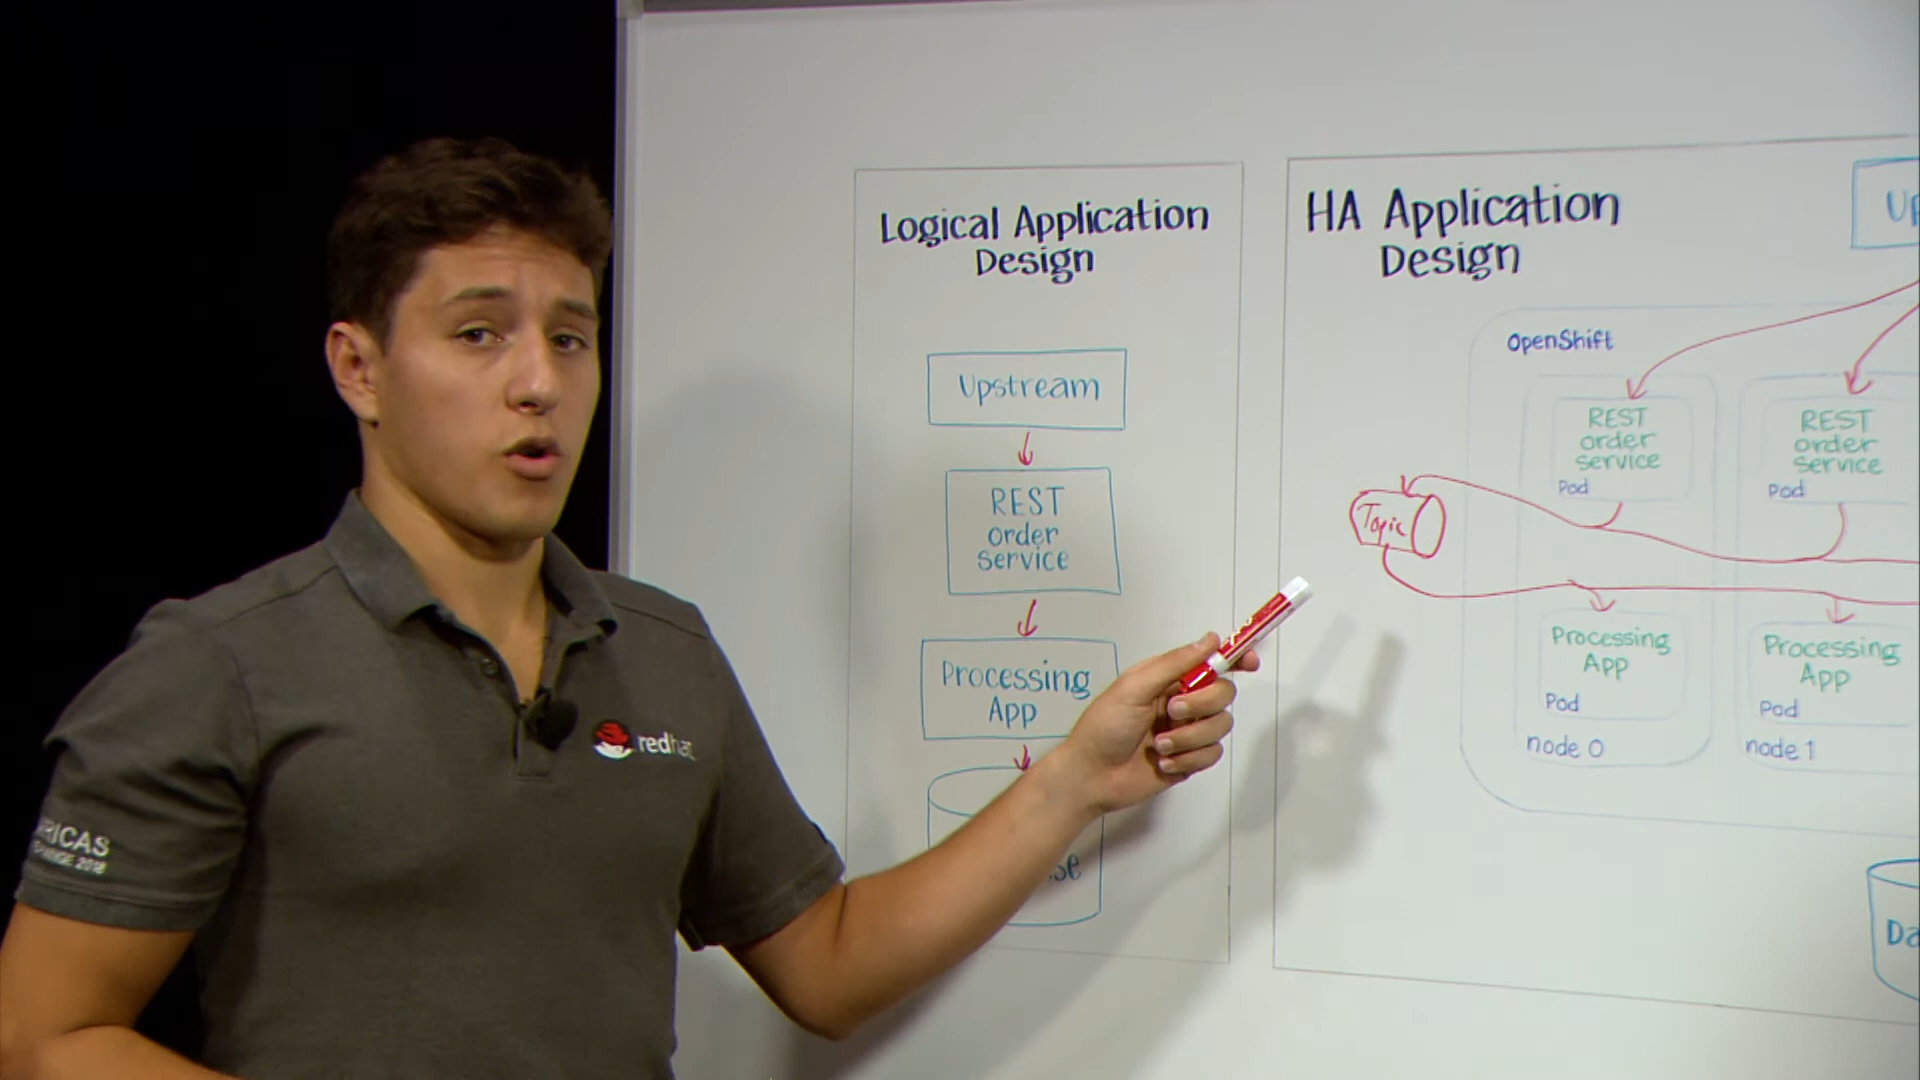 Logical Application
Design
Upstream
REST
order
service
Processing
App
HA Application
Design
OpenShift
REST
order
service
Pod
REST
order
service
Pod
Topic
Processing
App
Pod
node 0
Processing
App
Pod
node 1
redhat
2018